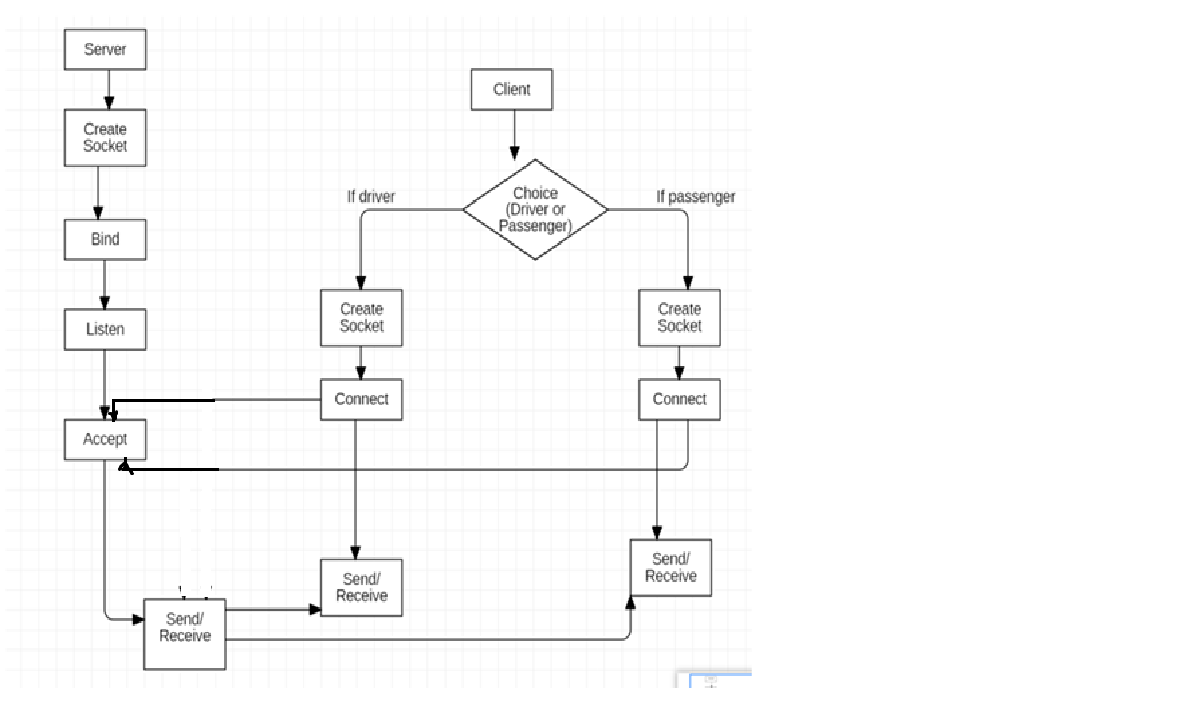 Server
Client
Create
Socket
If driver
Choice
(Driver or
Passenger)
If passenger
Bind
Listen
Create
Socket
Create
Socket
Connect
Connect
Accept
Send/
Receive
Send/
Receive
Send/
Receive